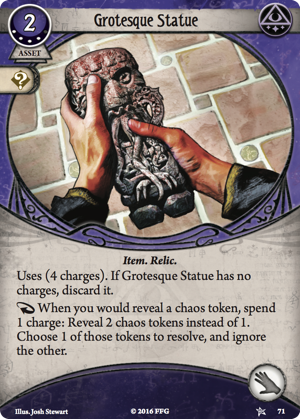 Grotesque Statue
2
ASSET
?
Item. Relic.
Uses (4 charges). If Grotesque Statue has no
charges, discard it.
When you would reveal a chaos token, spend
1 charge: Reveal 2 chaos tokens instead of 1.
Choose 1 of those tokens to resolve, and ignore
the other.
Illus. Josh Stewart
© 2016 FFG
71